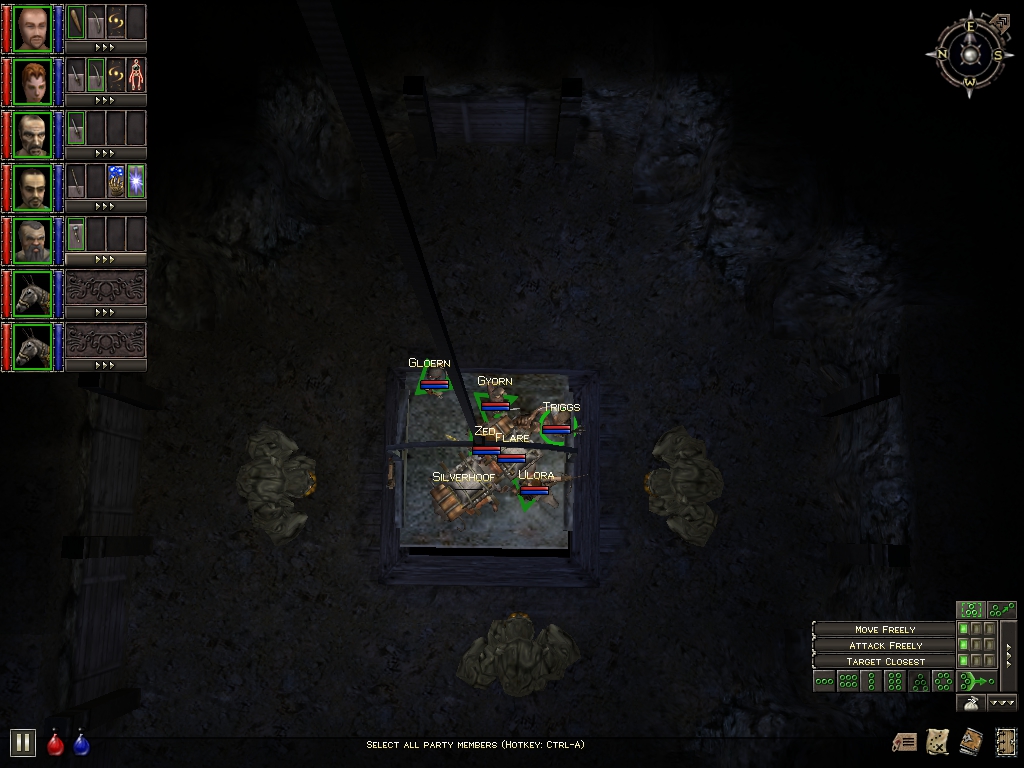 E
N
S
W
Gloern
Gyorn
Triggs
Zed
Flare
Silverhoof
Ulora
Move Freely
Attack Freely
Target Closest
Select all party members (Hotkey: Ctrl-A)